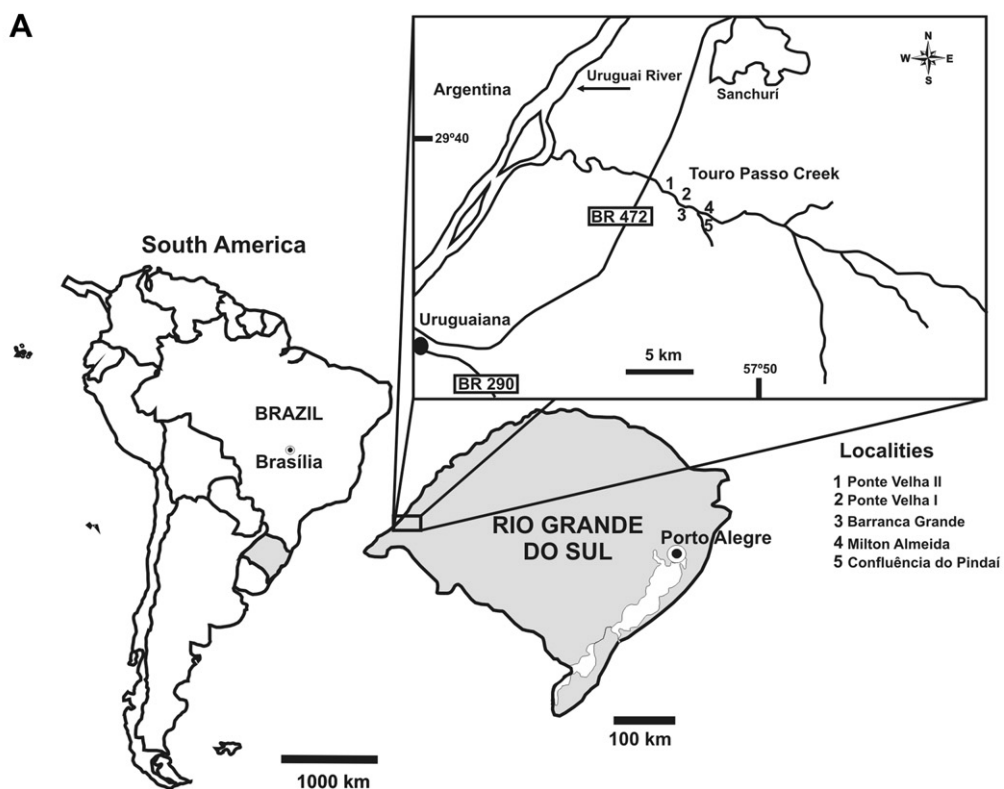 A
N
W E
S
Argentina
Uruguai River
Sanchurí
29º40
Touro Passo Creek
1
2
3
4
5
BR 472
Uruguaiana
5 km
57º50
BR 290
South America
BRAZIL
Brasília
RIO GRANDE
DO SUL
Porto Alegre
100 km
1000 km
Localities
1 Ponte Velha II
2 Ponte Velha I
3 Barranca Grande
4 Milton Almeida
5 Confluência do Pindaí